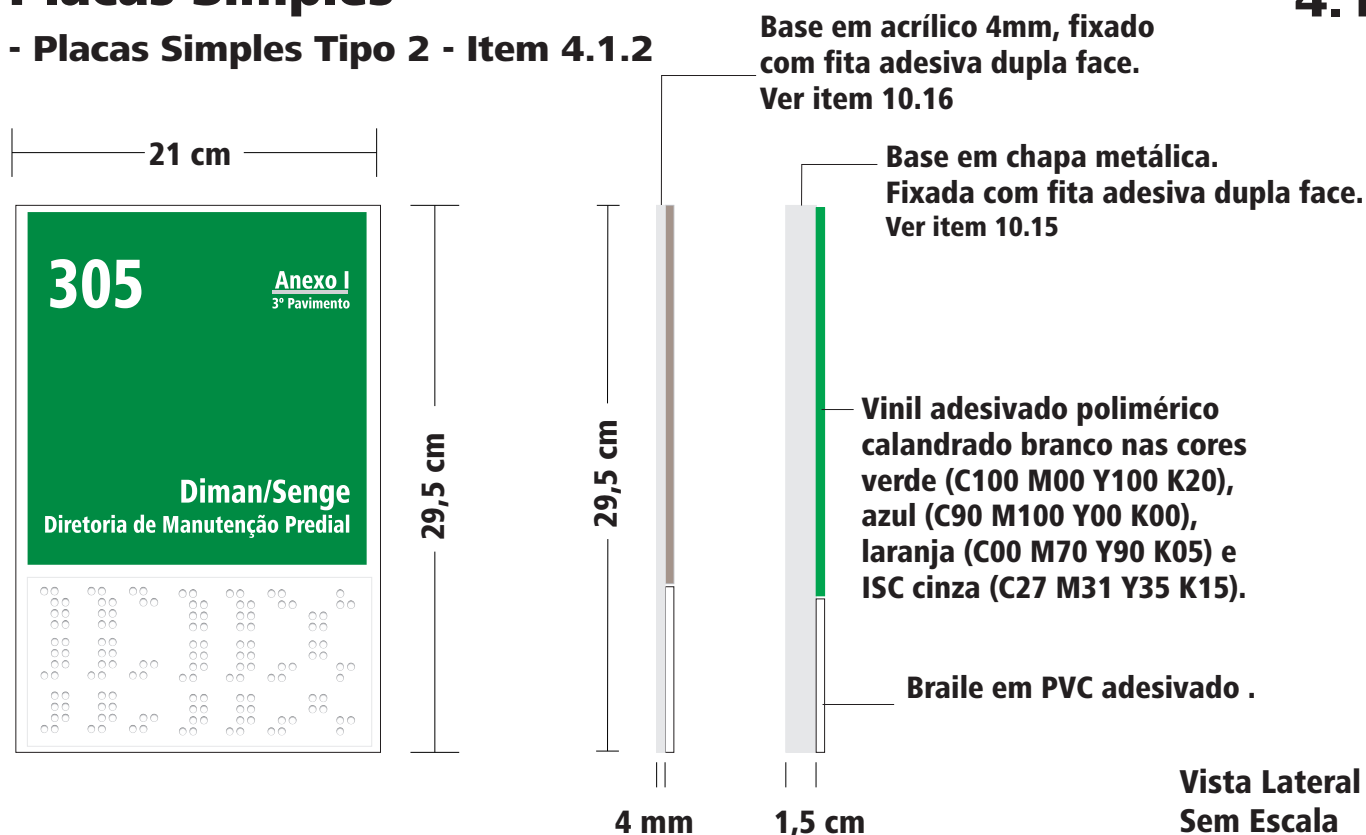 Placas Simples
4.1
- Placas Simples Tipo 2 - Item 4.1.2
Base em acrílico 4mm, fixado
com fita adesiva dupla face.
Ver item 10.16
21 cm
Base em chapa metálica.
Fixada com fita adesiva dupla face.
Ver item 10.15
305
Anexo I
3º Pavimento
Diman/Senge
Diretoria de Manutenção Predial
29,5 cm
29,5 cm
Vinil adesivado polimérico
calandrado branco nas cores
verde (C100 M00 Y100 K20),
azul (C90 M100 Y00 K00),
laranja (C00 M70 Y90 K05) e
ISC cinza (C27 M31 Y35 K15).
Braile em PVC adesivado .
4 mm
1,5 cm
Vista Lateral
Sem Escala